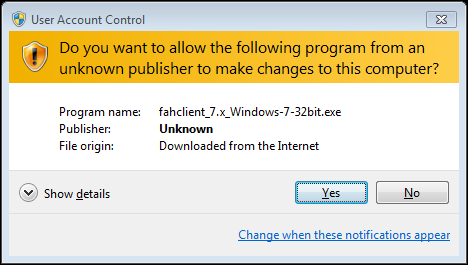 User Account Control
Do you want to allow the following program from an
unknown publisher to make changes to this computer?
Program name: fahclient_7.x_Windows-7-32bit.exe
Publisher: Unknown
File origin: Downloaded from the Internet
Show details Yes No
Change when these notifications appear